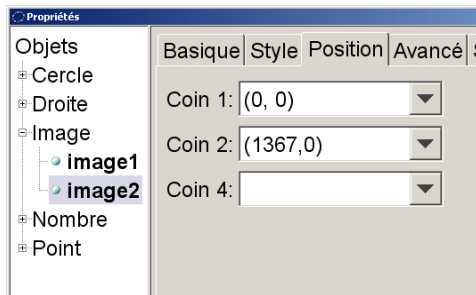 Propriétés
Objets
Cercle
Droite
Image
image1
image2
Nombre
Point
Basique Style Position Avancé
Coin 1: (0, 0)
Coin 2: (1367,0)
Coin 4: